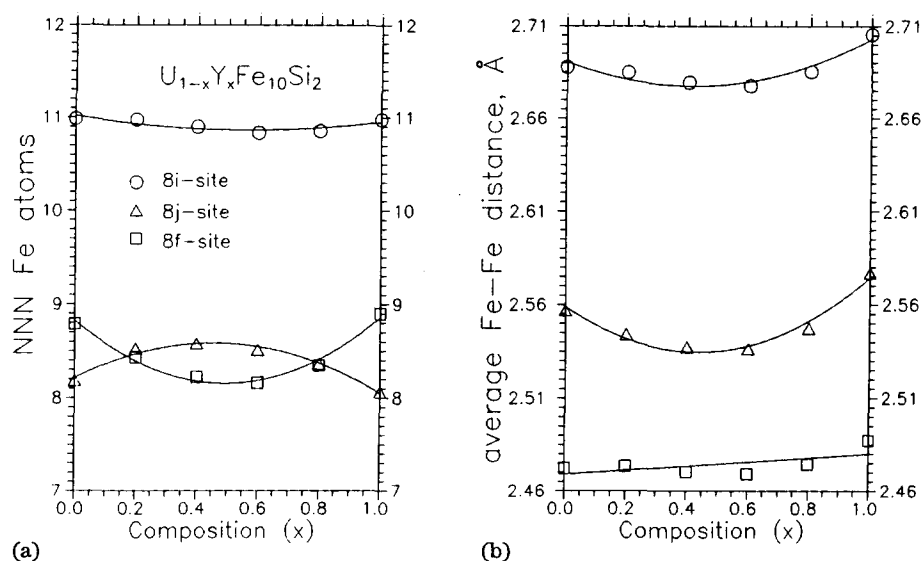 12
11
10
9
8
7
NNN Fe atoms
U₁₋ₓYₓFe₁₀Si₂
8i-site
8j-site
8f-site
12
11
10
9
8
7
0.0 0.2 0.4 0.6 0.8 1.0
Composition (x)
(a)
2.71
2.66
2.61
2.56
2.51
2.46
average Fe-Fe distance, Å
2.71
2.66
2.61
2.56
2.51
2.46
0.0 0.2 0.4 0.6 0.8 1.0
Composition (x)
(b)